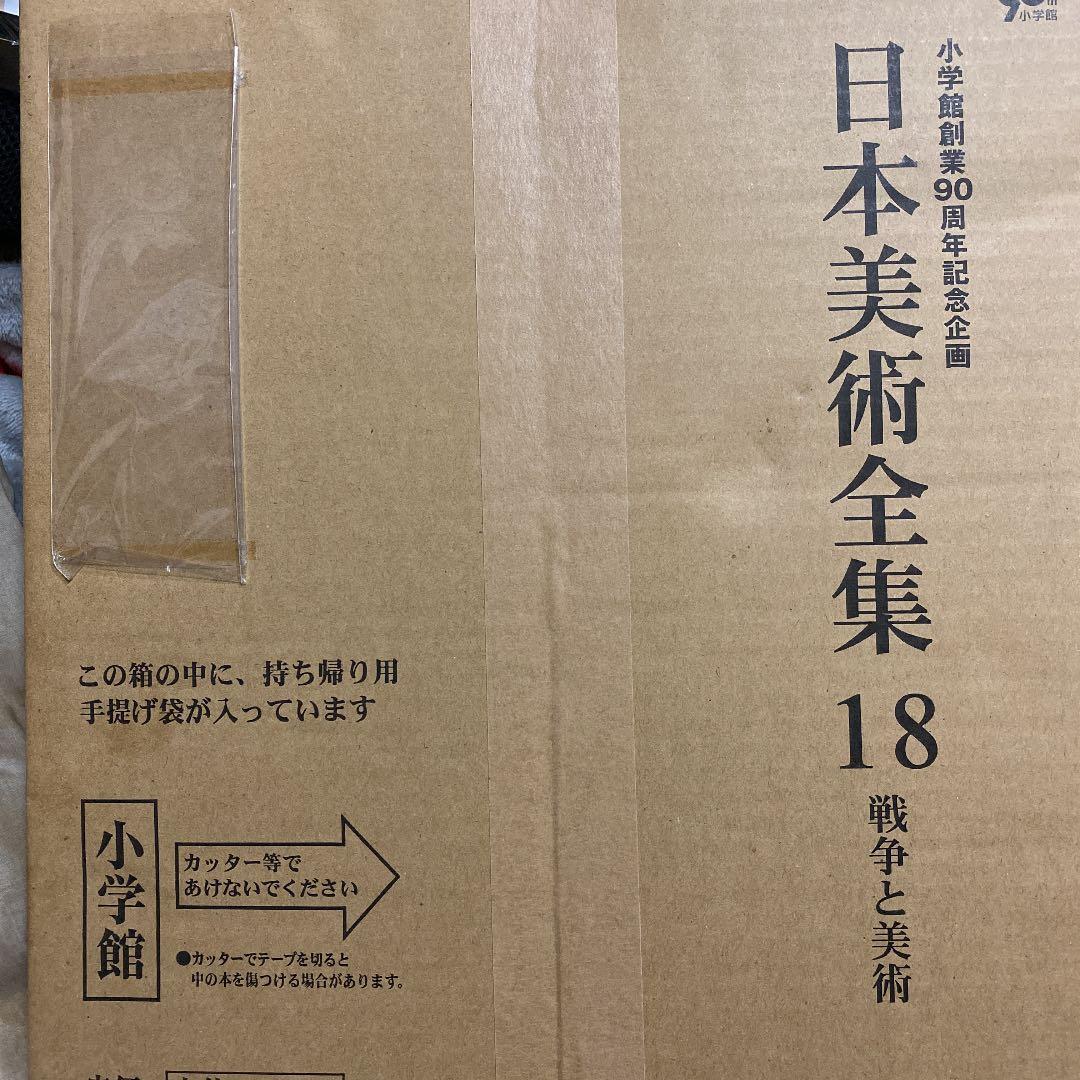 小学館
小学館創業90周年記念企画
日本美術全集 18
戦争と美術
この箱の中に、持ち帰り用
手提げ袋が入っています
小学館
カッター等で
あけないでください
●カッターでテープを切ると
中の本を傷つける場合があります。